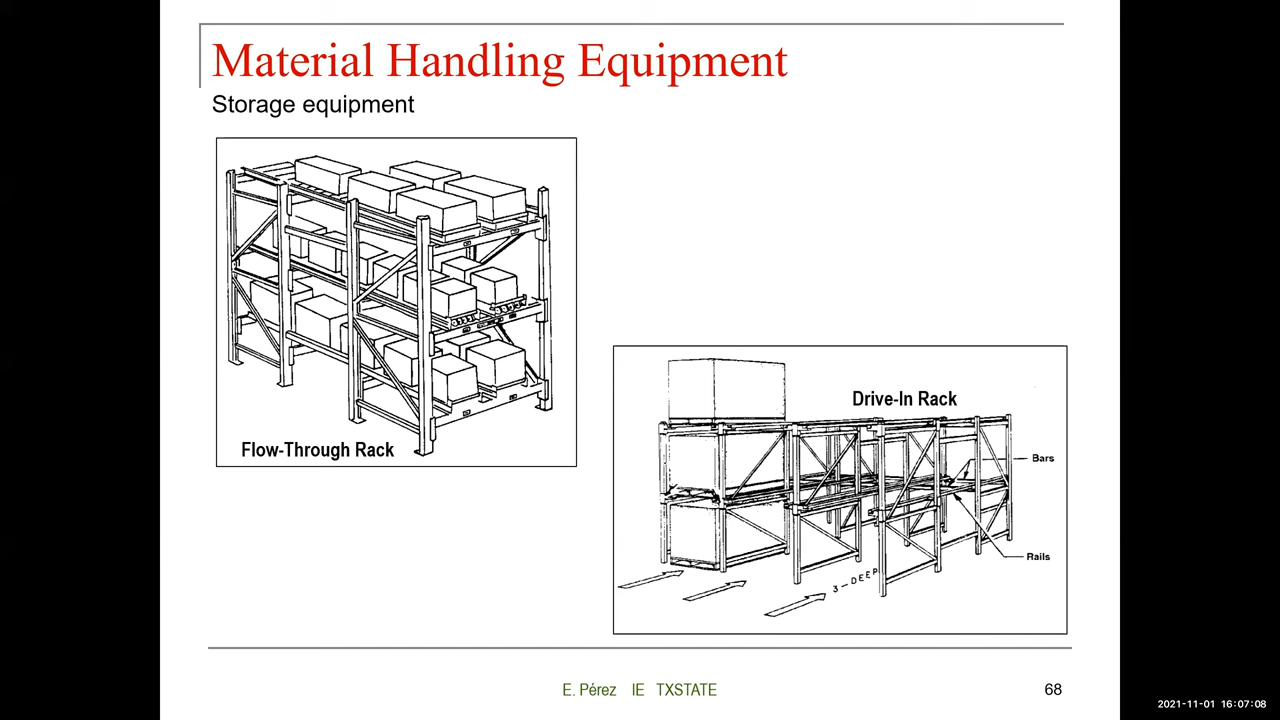 Material Handling Equipment
Storage equipment
Flow-Through Rack
Drive-In Rack
Bars
Rails
3-DEEP
E. Pérez IE TXSTATE
68
2021-11-01 16:07:08